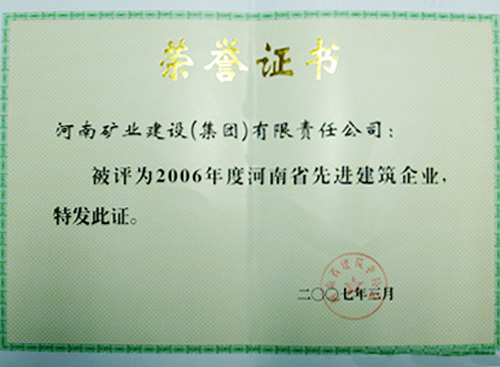 荣誉证书
河南矿业建设(集团)有限责任公司:
被评为2006年度河南省先进建筑企业,
特发此证。
二〇〇七年三月